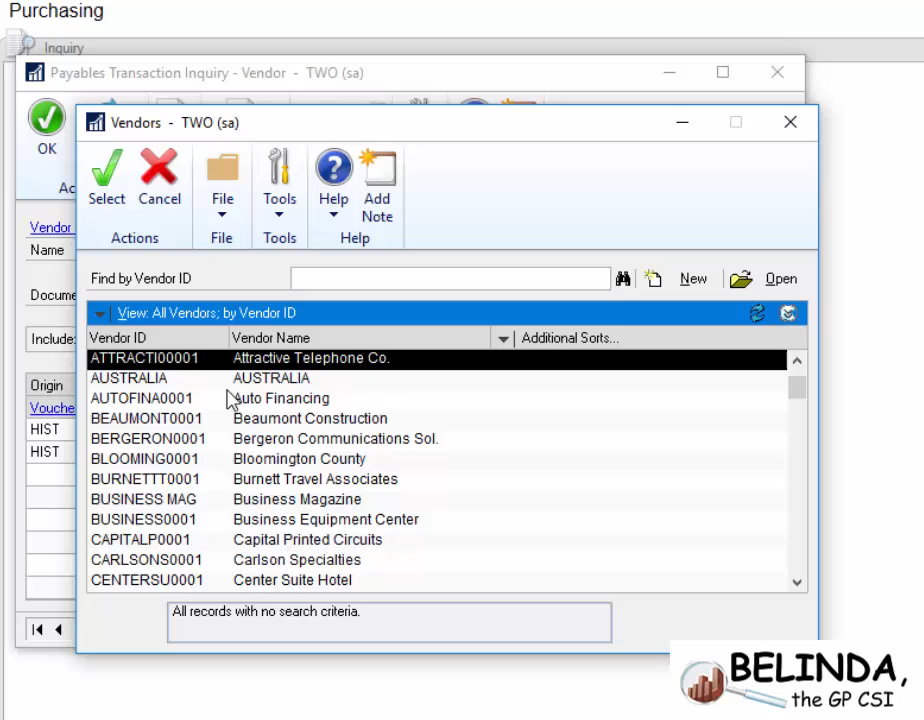 Purchasing
Inquiry
Payables Transaction Inquiry - Vendor - TWO (sa)
Vendors - TWO (sa)
OK
Select Cancel File Tools Help Add Note
Actions File Tools Help
Vendor
Name
Find by Vendor ID New Open
View: All Vendors; by Vendor ID
Vendor ID Vendor Name Additional Sorts...
Include:
ATTRACTI00001 Attractive Telephone Co.
AUSTRALIA AUSTRALIA
Origin
AUTOFINA0001 Auto Financing
BEAUMONT0001 Beaumont Construction
HIST
BERGERON0001 Bergeron Communications Sol.
HIST
BLOOMING0001 Bloomington County
BURNETTT0001 Burnett Travel Associates
BUSINESS MAG Business Magazine
BUSINESS0001 Business Equipment Center
CAPITALP0001 Capital Printed Circuits
CARLSONS0001 Carlson Specialties
CENTERSU0001 Center Suite Hotel
All records with no search criteria.
BELINDA,
the GP CSI